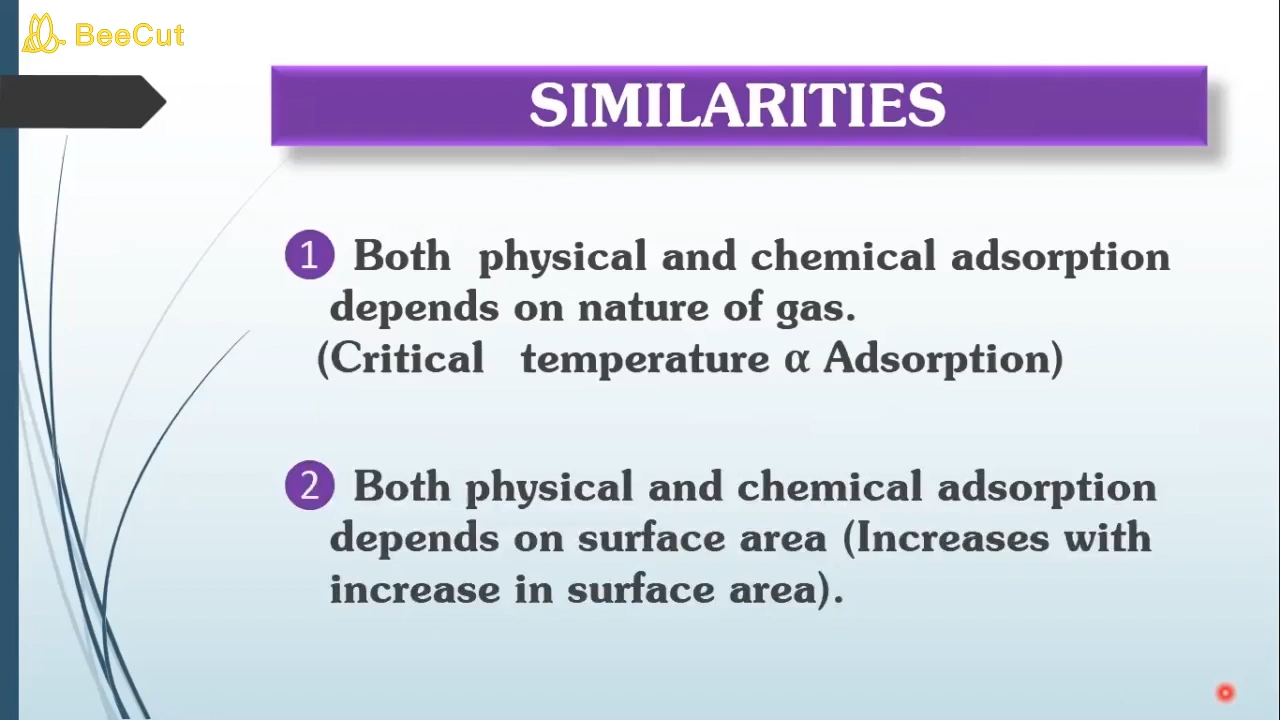 BeeCut
SIMILARITIES
1 Both physical and chemical adsorption
depends on nature of gas.
(Critical temperature α Adsorption)
2 Both physical and chemical adsorption
depends on surface area (Increases with
increase in surface area).